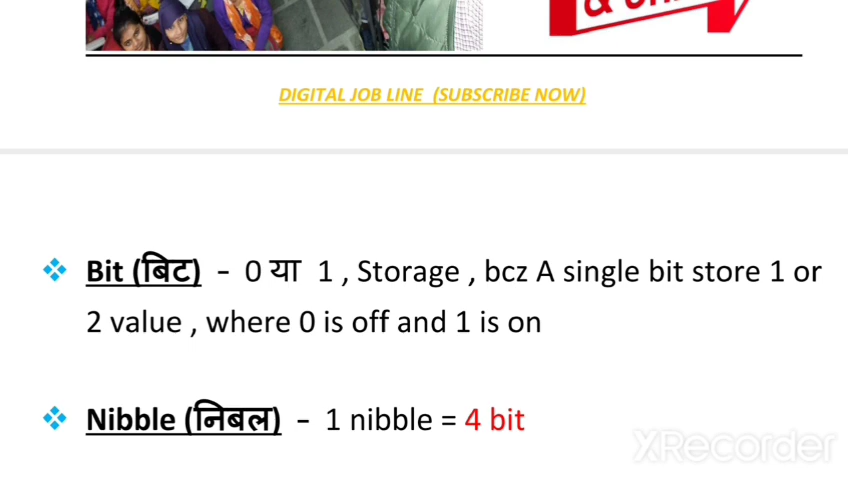 DIGITAL JOB LINE (SUBSCRIBE NOW)
Bit (बिट) - 0 या 1 , Storage , bcz A single bit store 1 or
2 value , where 0 is off and 1 is on
Nibble (निबल) - 1 nibble = 4 bit
XRecorder